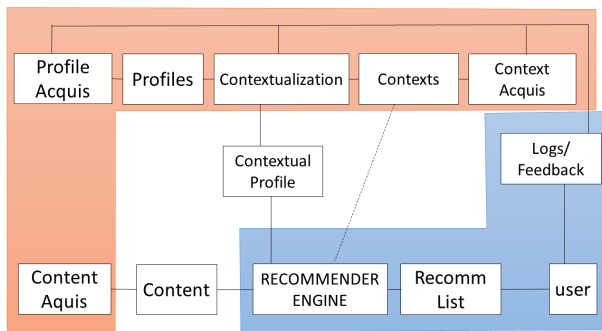 Profile
Acquis
Profiles
Contextualization
Contexts
Context
Acquis
Contextual
Profile
Logs/
Feedback
Content
Aquis
Content
RECOMMENDER
ENGINE
Recomm
List
user